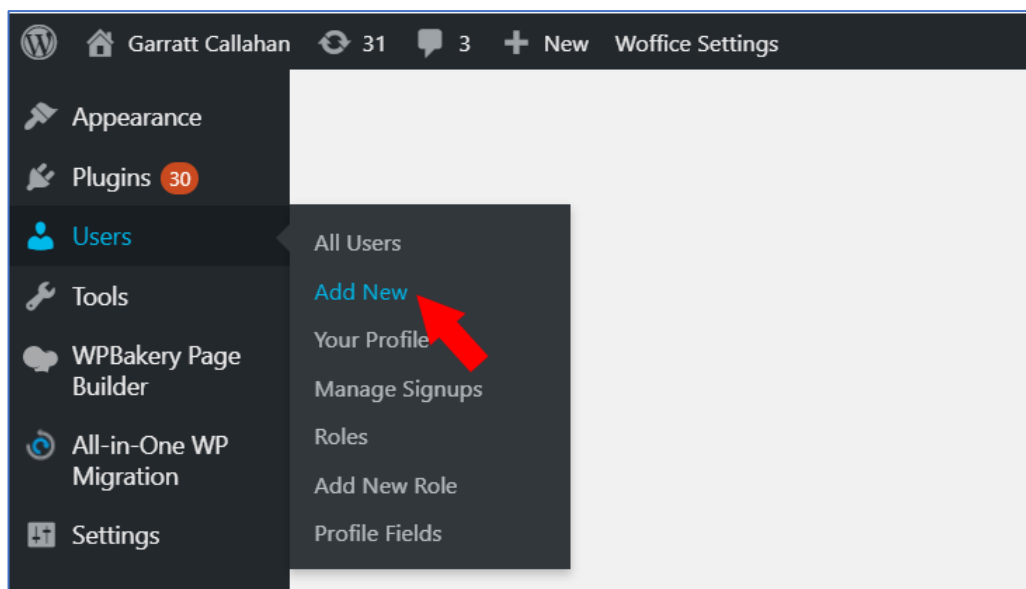 Garratt Callahan 31 3 New Woffice Settings
Appearance
Plugins 30
Users
Tools
WPBakery Page
Builder
All-in-One WP
Migration
Settings
All Users
Add New
Your Profile
Manage Signups
Roles
Add New Role
Profile Fields